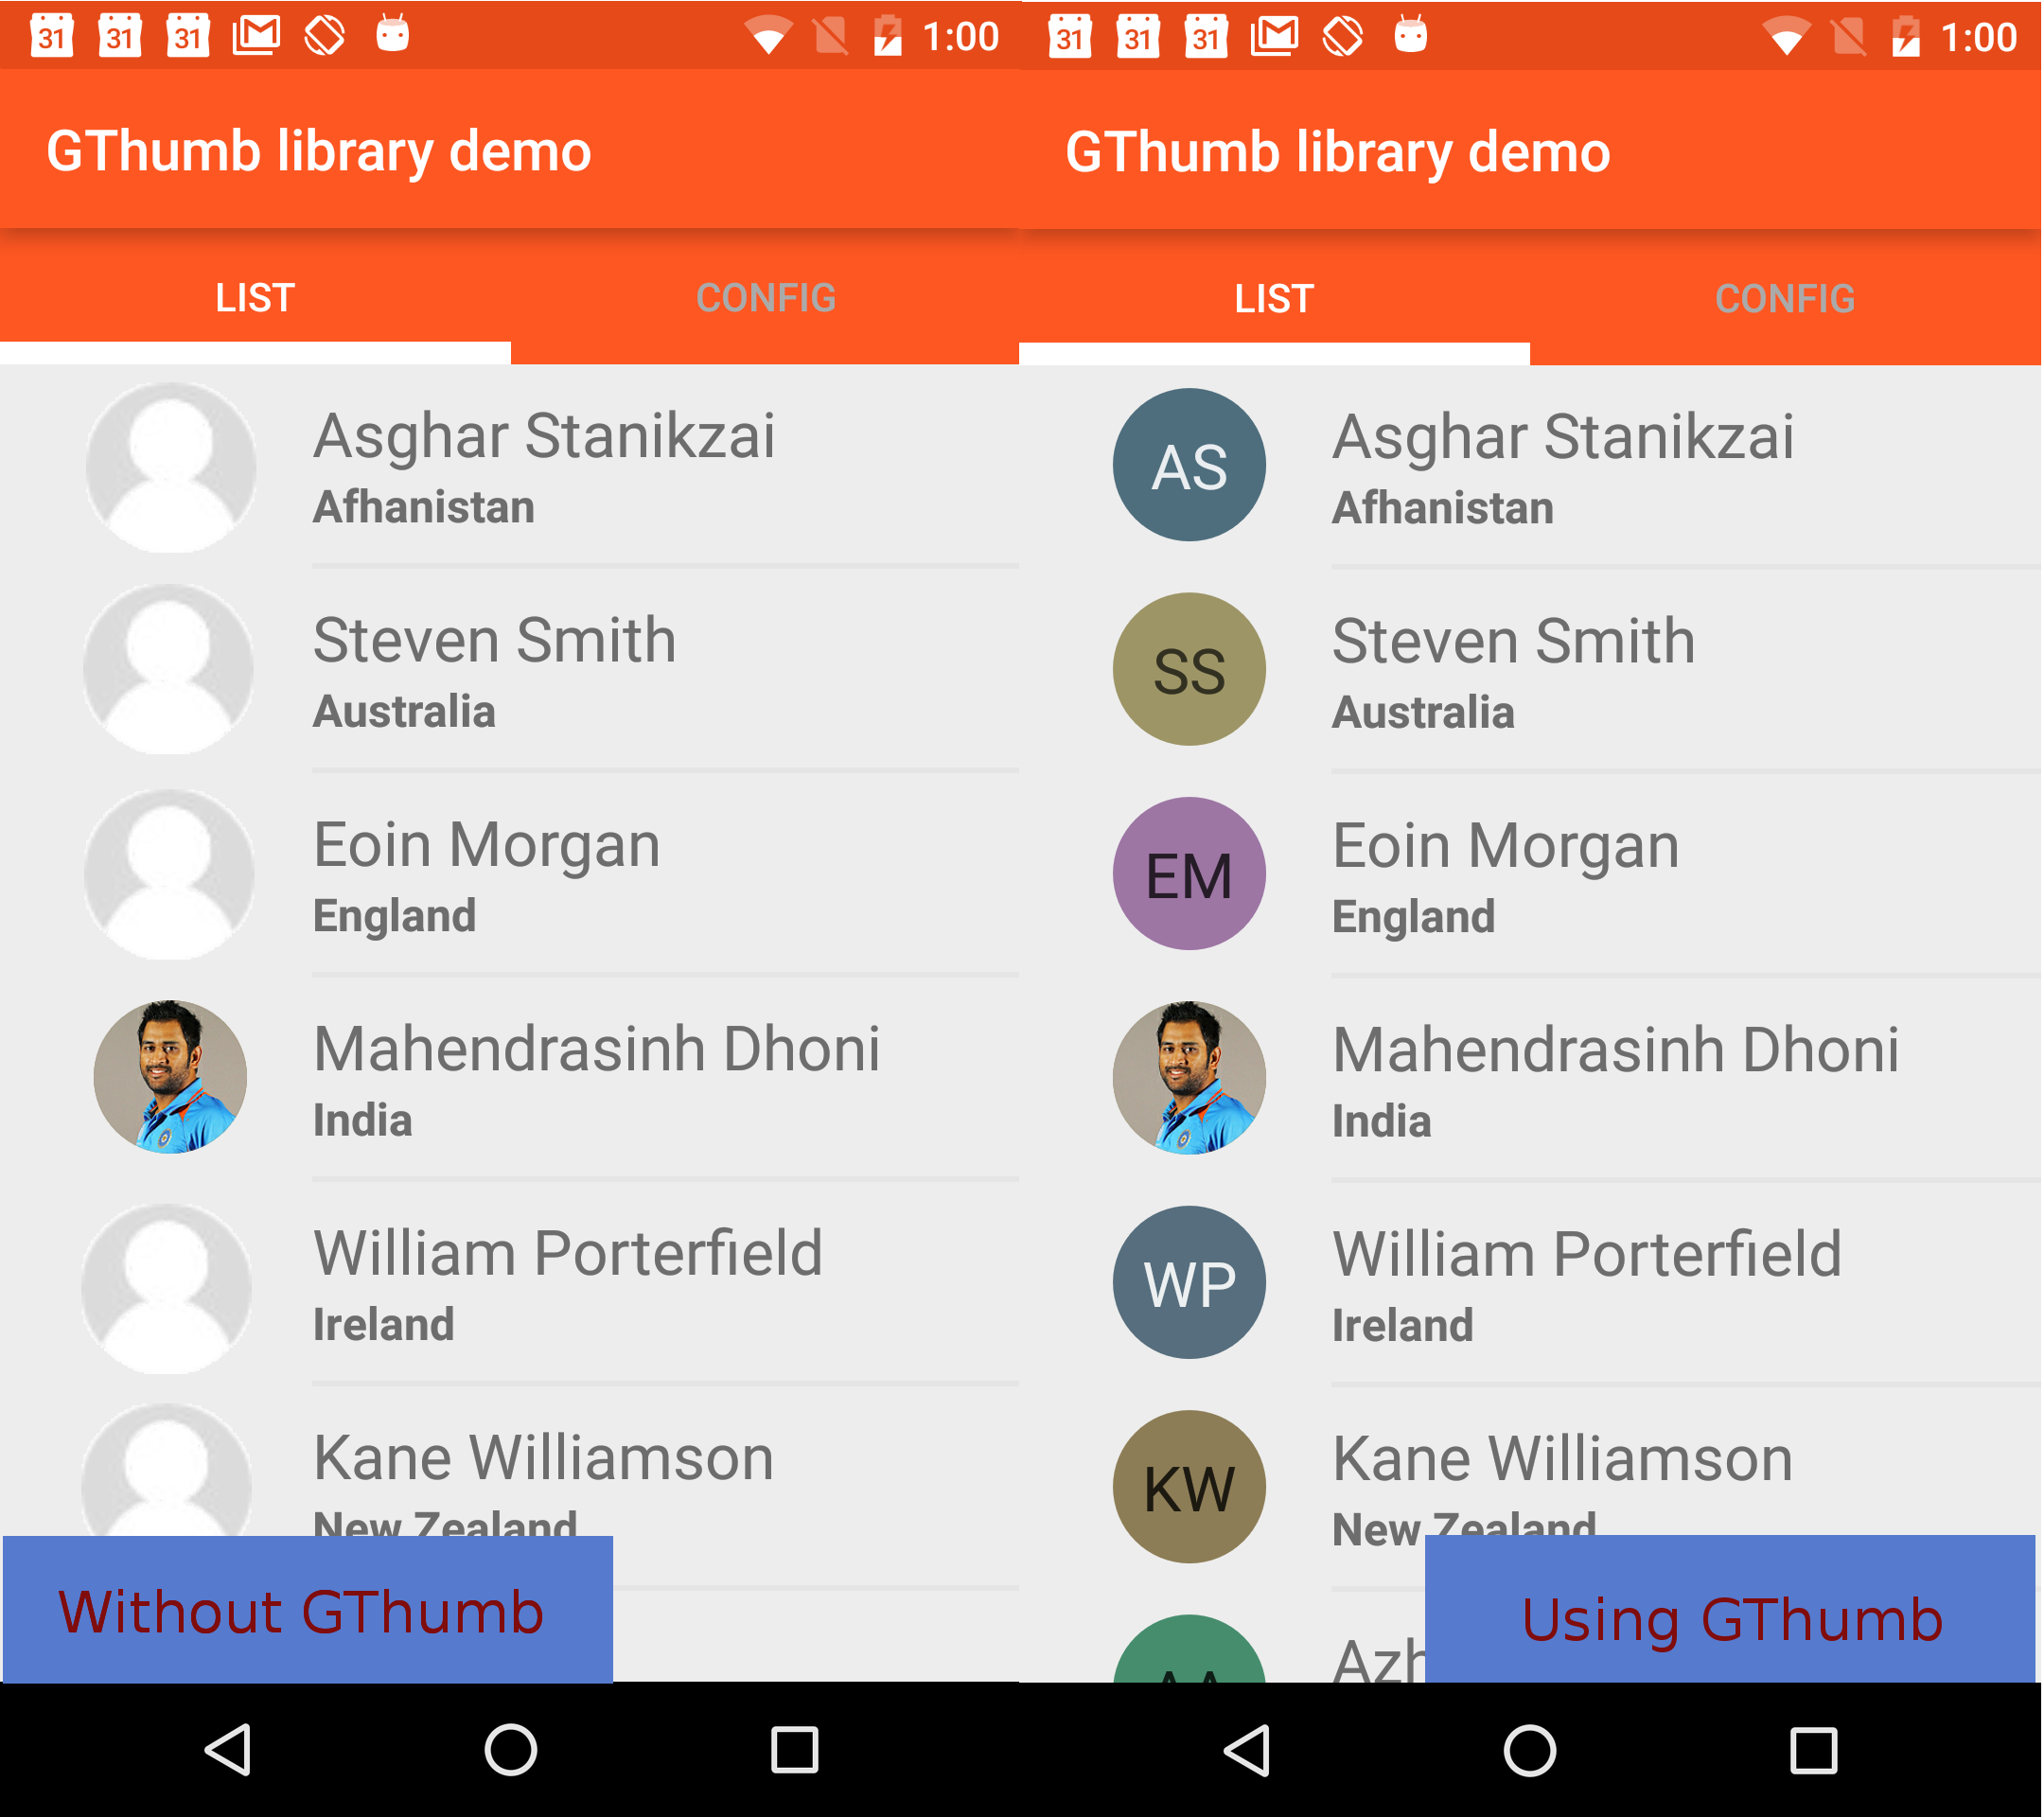 31 31 31 1:00
GThumb library demo
LIST CONFIG
Asghar Stanikzai
Afhanistan
Steven Smith
Australia
Eoin Morgan
England
Mahendrasinh Dhoni
India
William Porterfield
Ireland
Kane Williamson
New Zealand
Without GThumb
31 31 31 1:00
GThumb library demo
LIST CONFIG
AS Asghar Stanikzai
Afhanistan
SS Steven Smith
Australia
EM Eoin Morgan
England
Mahendrasinh Dhoni
India
WP William Porterfield
Ireland
KW Kane Williamson
New Zealand
AA Azh
Using GThumb